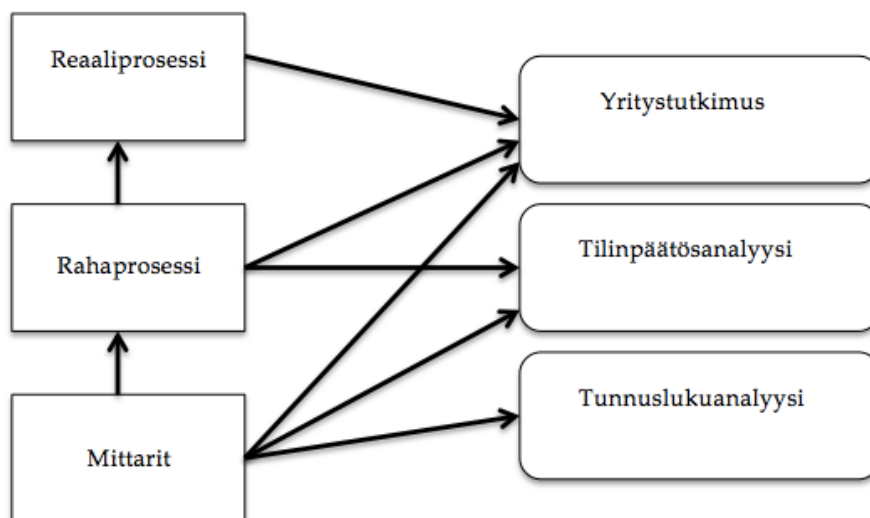 Reaaliprosessi
Yritystutkimus
Rahaprosessi
Tilinpäätösanalyysi
Tunnuslukuanalyysi
Mittarit